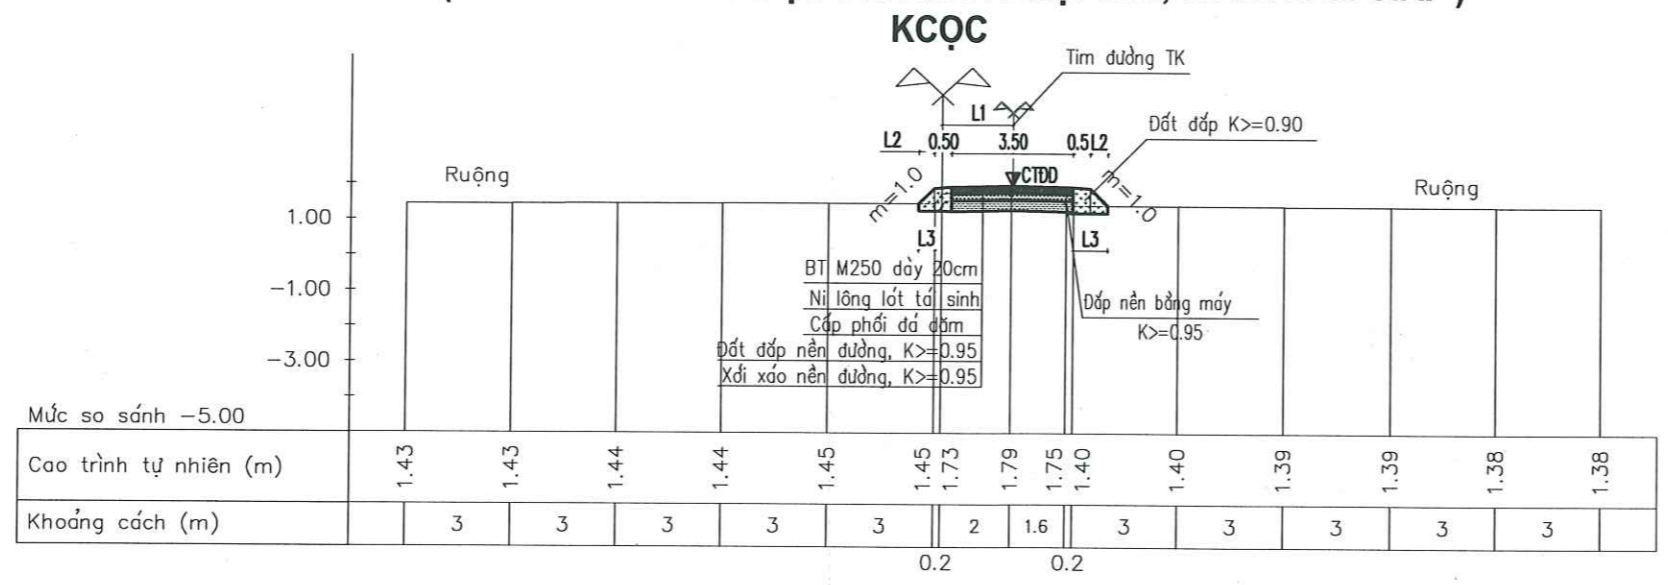 KCỌC
Tim đường TK
L1
Đất đắp K>=0.90
L2 0.50 3.50 0.5 L2
Ruộng
m=1.0
CTĐD
m=1.0
Ruộng
1.00
L3
L3
BT M250 dày 20cm
-1.00
Ni lông lót tái sinh
Đắp nền bằng máy
K>=0.95
Cấp phối đá dăm
Đất đắp nền đường, K>=0.95
-3.00
Xới xáo nền đường, K>=0.95
Mức so sánh -5.00
Cao trình tự nhiên (m) 1.43 1.43 1.44 1.44 1.45 1.45 1.73 1.79 1.75 1.40 1.40 1.39 1.39 1.38 1.38
Khoảng cách (m) 3 3 3 3 3 2 1.6 3 3 3 3 3
0.2 0.2